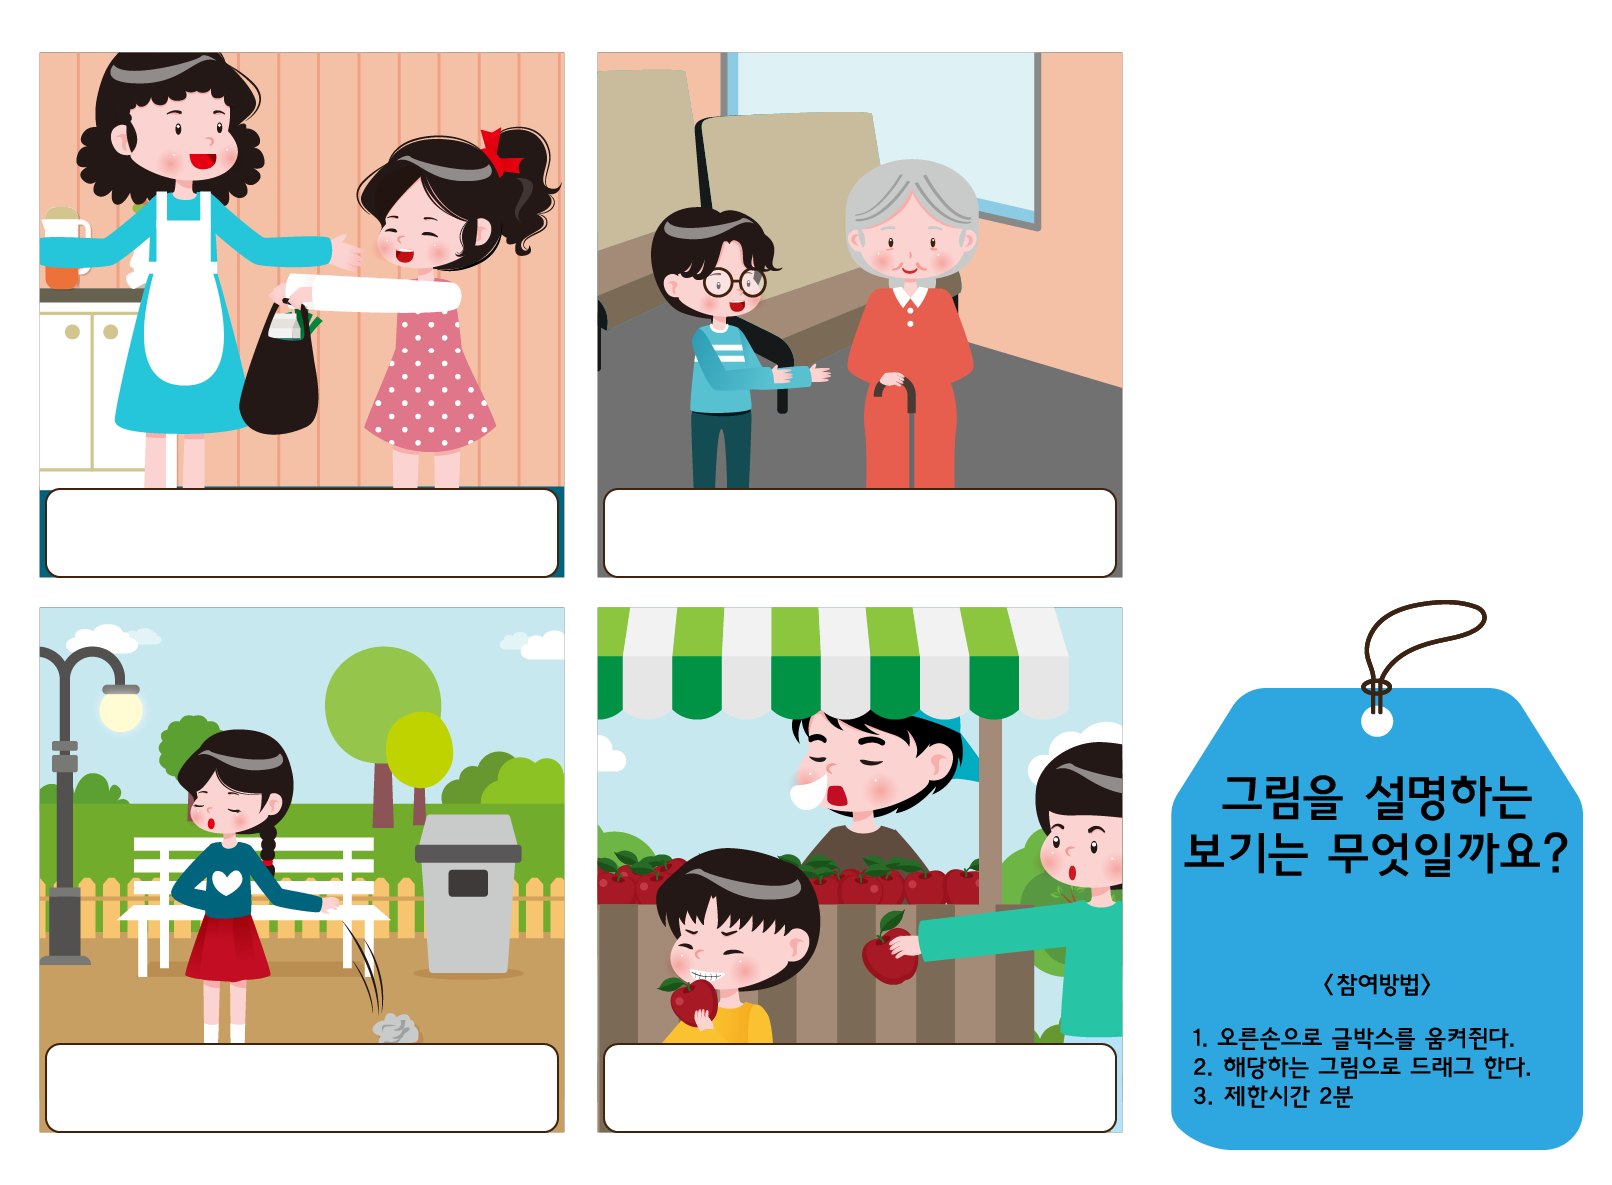 그림을 설명하는
보기는 무엇일까요?
<참여방법>
1. 오른손으로 글박스를 움켜쥔다.
2. 해당하는 그림으로 드래그 한다.
3. 제한시간 2분